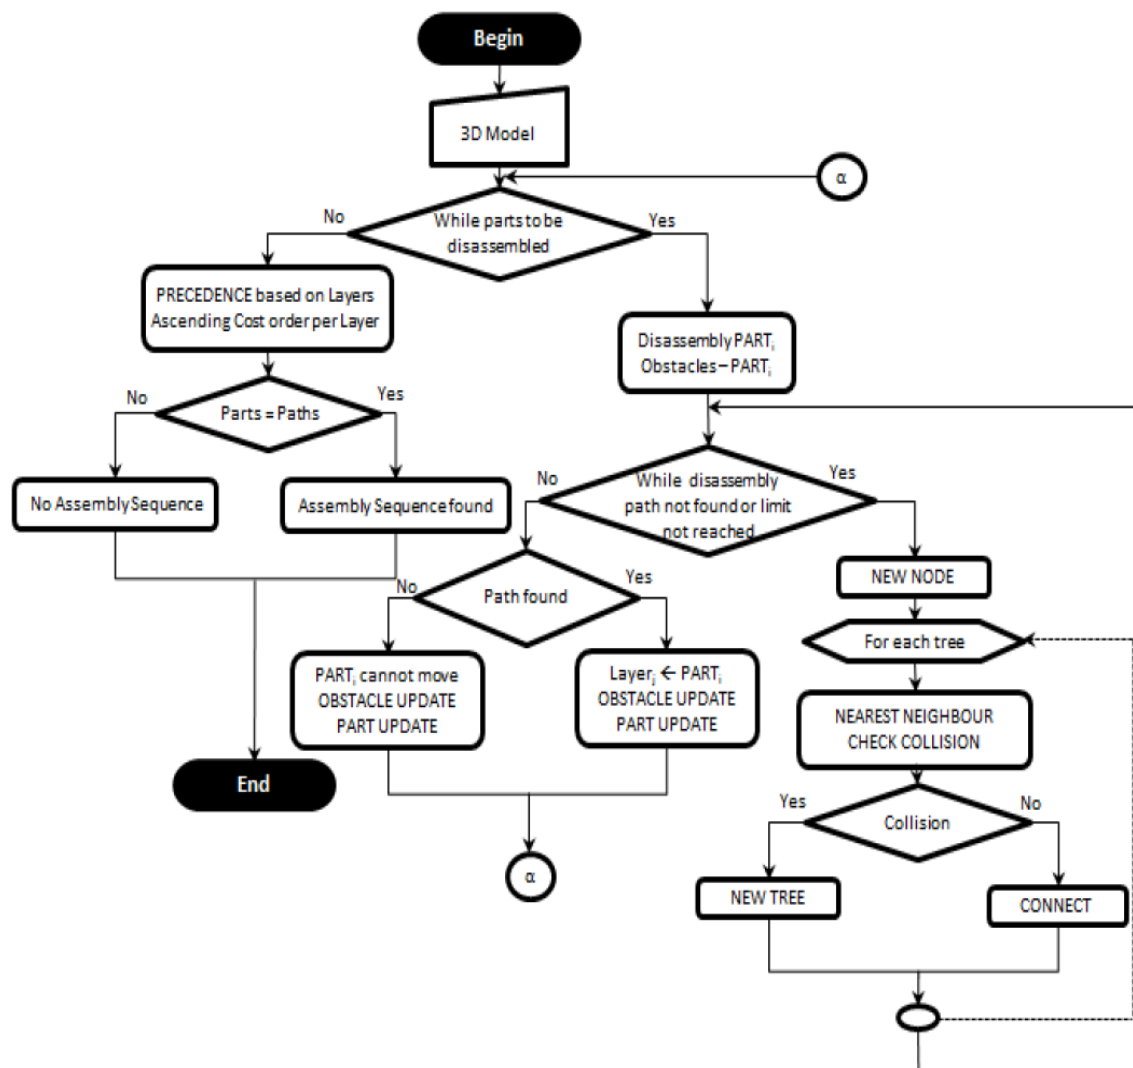 Begin
3D Model
α
While parts to be
disassembled
No
Yes
PRECEDENCE based on Layers
Ascending Cost order per Layer
Disassembly PARTᵢ
Obstacles – PARTᵢ
Parts = Paths
No
Yes
No Assembly Sequence
Assembly Sequence found
While disassembly
path not found or limit
not reached
No
Yes
Path found
No
Yes
NEW NODE
For each tree
PARTᵢ cannot move
OBSTACLE UPDATE
PART UPDATE
Layerⱼ ← PARTᵢ
OBSTACLE UPDATE
PART UPDATE
NEAREST NEIGHBOUR
CHECK COLLISION
End
Yes
No
Collision
α
NEW TREE
CONNECT